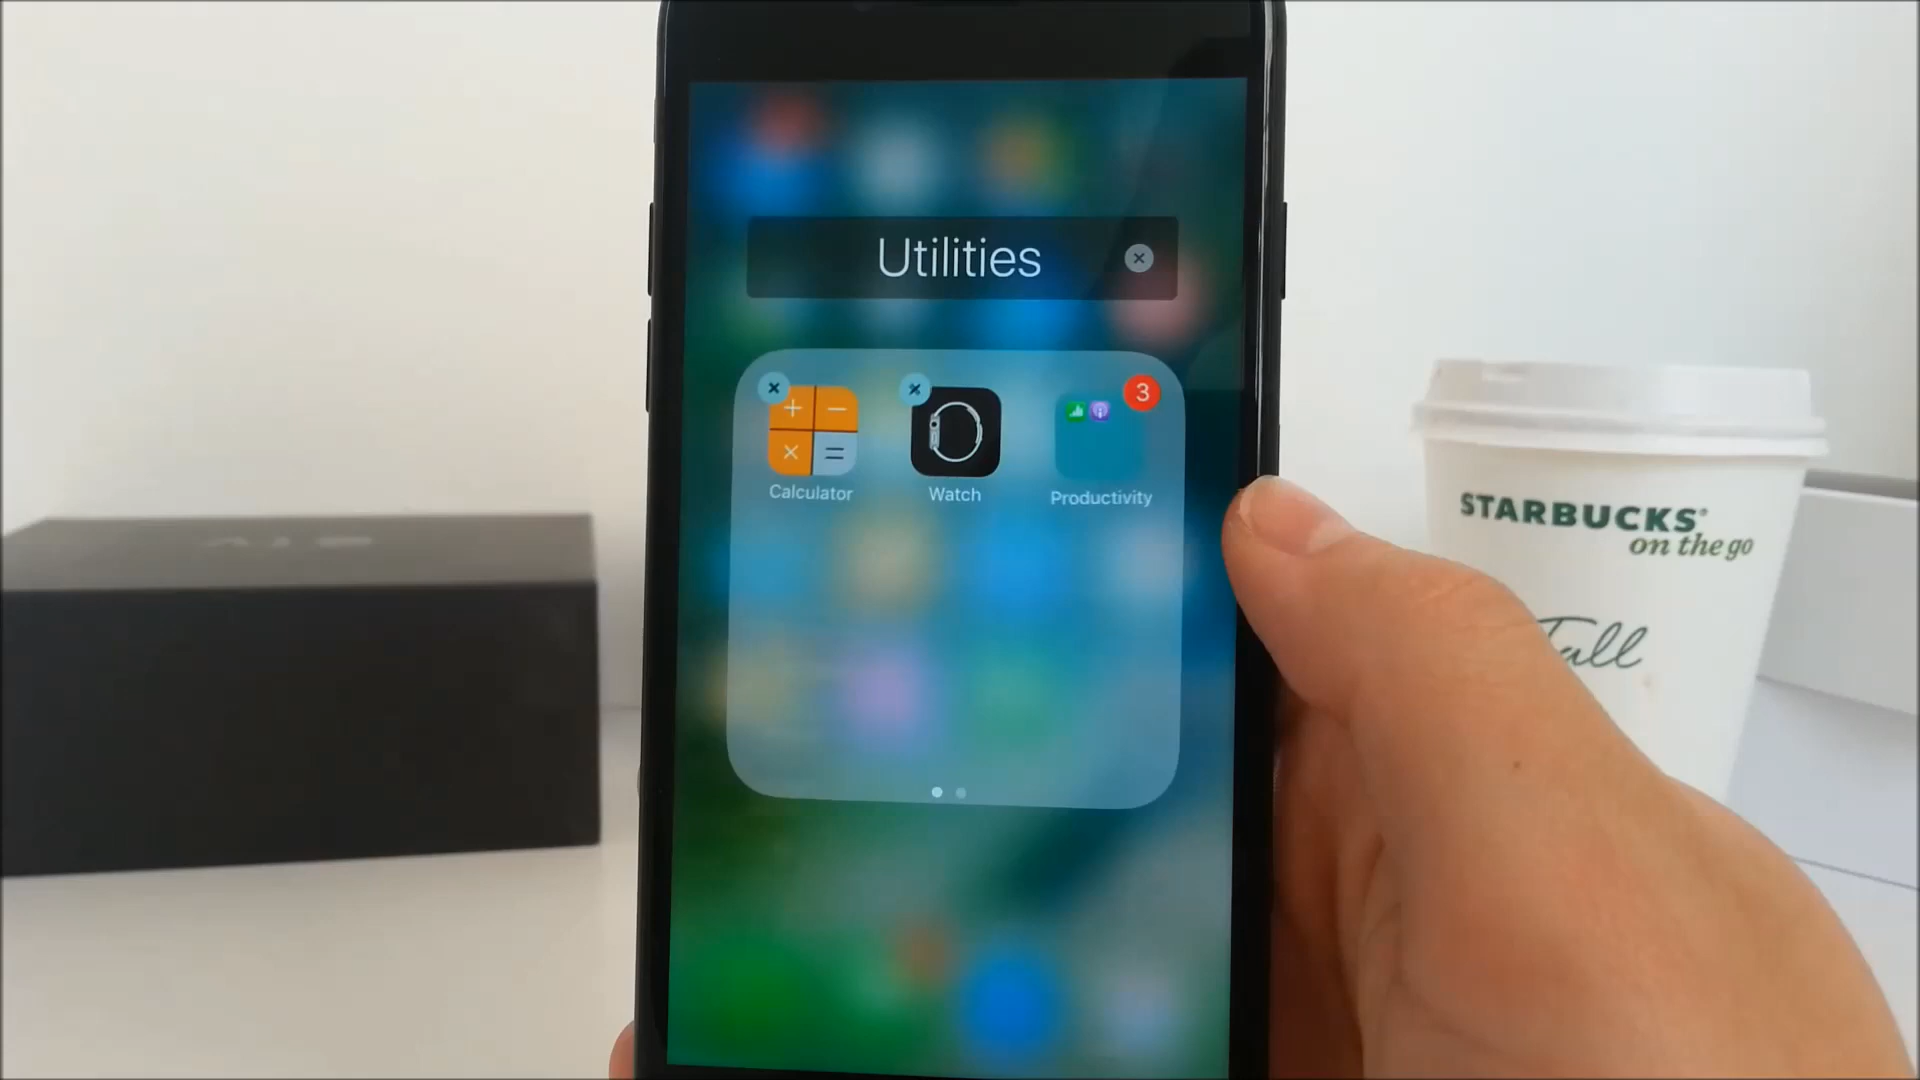 Utilities
3
Calculator
Watch
Productivity
STARBUCKS®
on the go
Tall